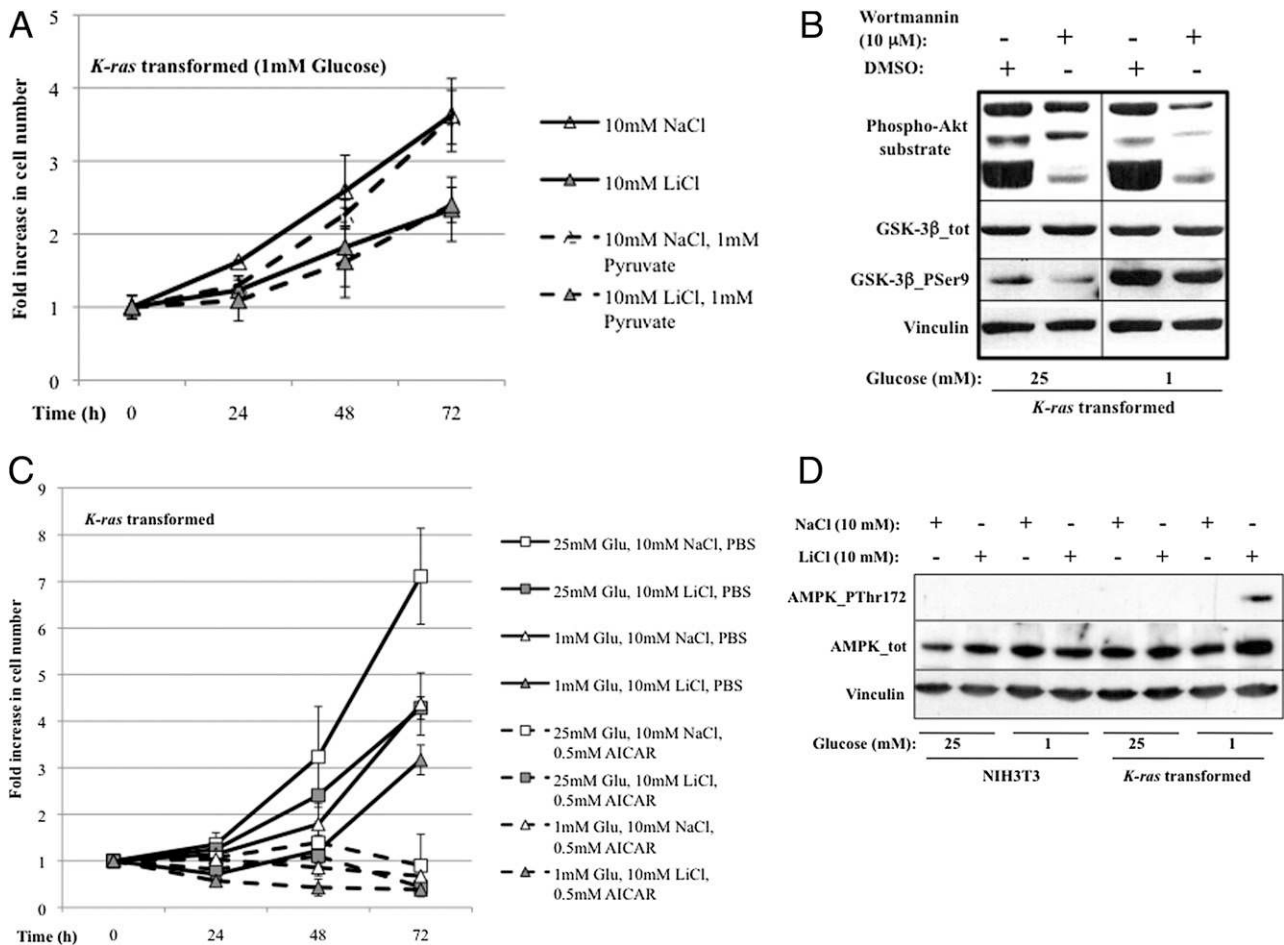 A
K-ras transformed (1mM Glucose)
Fold increase in cell number
5
4
3
2
1
0
Time (h)
0
24
48
72
10mM NaCl
10mM LiCl
10mM NaCl, 1mM
Pyruvate
10mM LiCl, 1mM
Pyruvate
B
Wortmannin
(10 μM):
- + - +
DMSO:
+ - + -
Phospho-Akt
substrate
GSK-3β_tot
GSK-3β_PSer9
Vinculin
Glucose (mM):
25
1
K-ras transformed
C
K-ras transformed
Fold increase in cell number
9
8
7
6
5
4
3
2
1
0
Time (h)
0
24
48
72
25mM Glu, 10mM NaCl, PBS
25mM Glu, 10mM LiCl, PBS
1mM Glu, 10mM NaCl, PBS
1mM Glu, 10mM LiCl, PBS
25mM Glu, 10mM NaCl,
0.5mM AICAR
25mM Glu, 10mM LiCl,
0.5mM AICAR
1mM Glu, 10mM NaCl,
0.5mM AICAR
1mM Glu, 10mM LiCl,
0.5mM AICAR
D
NaCl (10 mM):
+ - + - + - + -
LiCl (10 mM):
- + - + - + - +
AMPK_PThr172
AMPK_tot
Vinculin
Glucose (mM):
25
1
25
1
NIH3T3
K-ras transformed